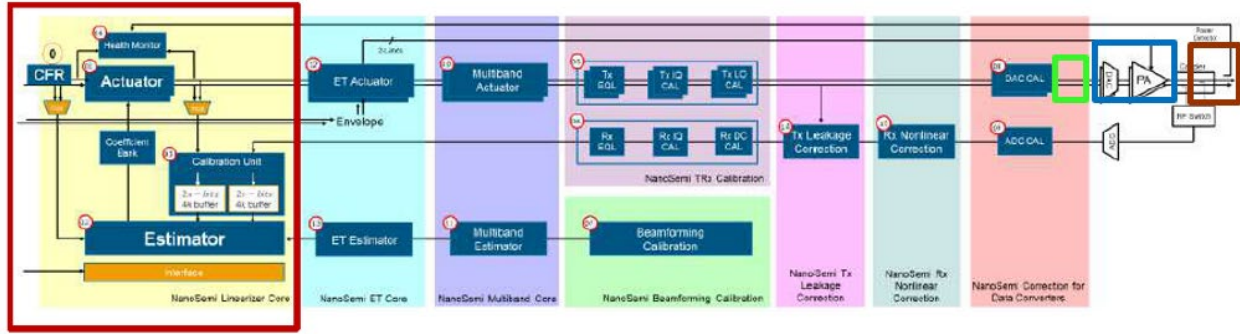 Health Monitor
CFR
Actuator
Coefficient
Bank
Calibration Unit
4k buffer
4k buffer
Estimator
Interface
NanoSemi Linearizer Core
ET Actuator
Envelope
ET Estimator
NanoSemi ET Core
Multiband
Actuator
Multiband
Estimator
NanoSemi Multiband Core
Tx
EQL
Tx IQ
CAL
Tx LO
CAL
Rx
EQL
Rx IQ
CAL
Rx DC
CAL
NanoSemi TRx Calibration
Beamforming
Calibration
NanoSemi Beamforming Calibration
Tx Leakage
Correction
NanoSemi Tx
Leakage
Correction
Rx Nonlinear
Correction
NanoSemi Rx
Nonlinear
Correction
DAC CAL
ADC CAL
NanoSemi Correction for
Data Converters
DAC
PA
ADC
Power
Detector
RF Switch